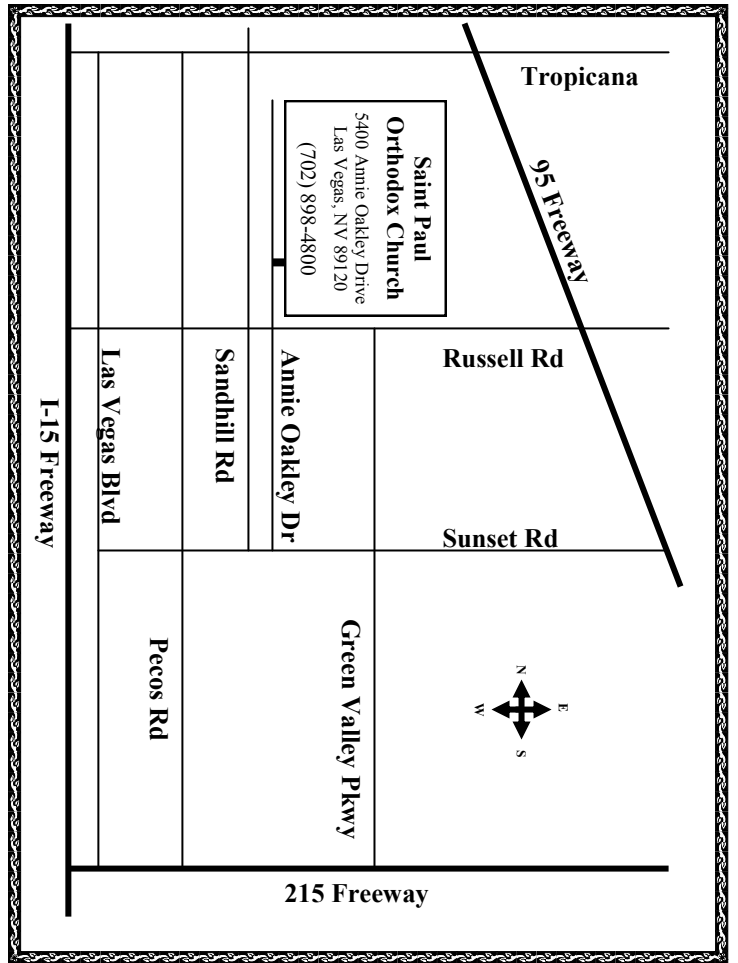 Tropicana
95 Freeway
Saint Paul
Orthodox Church
5400 Annie Oakley Drive
Las Vegas, NV 89120
(702) 898-4800
Russell Rd
Las Vegas Blvd
Sandhill Rd
Annie Oakley Dr
I-15 Freeway
Sunset Rd
Pecos Rd
Green Valley Pkwy
N
E
W
S
215 Freeway